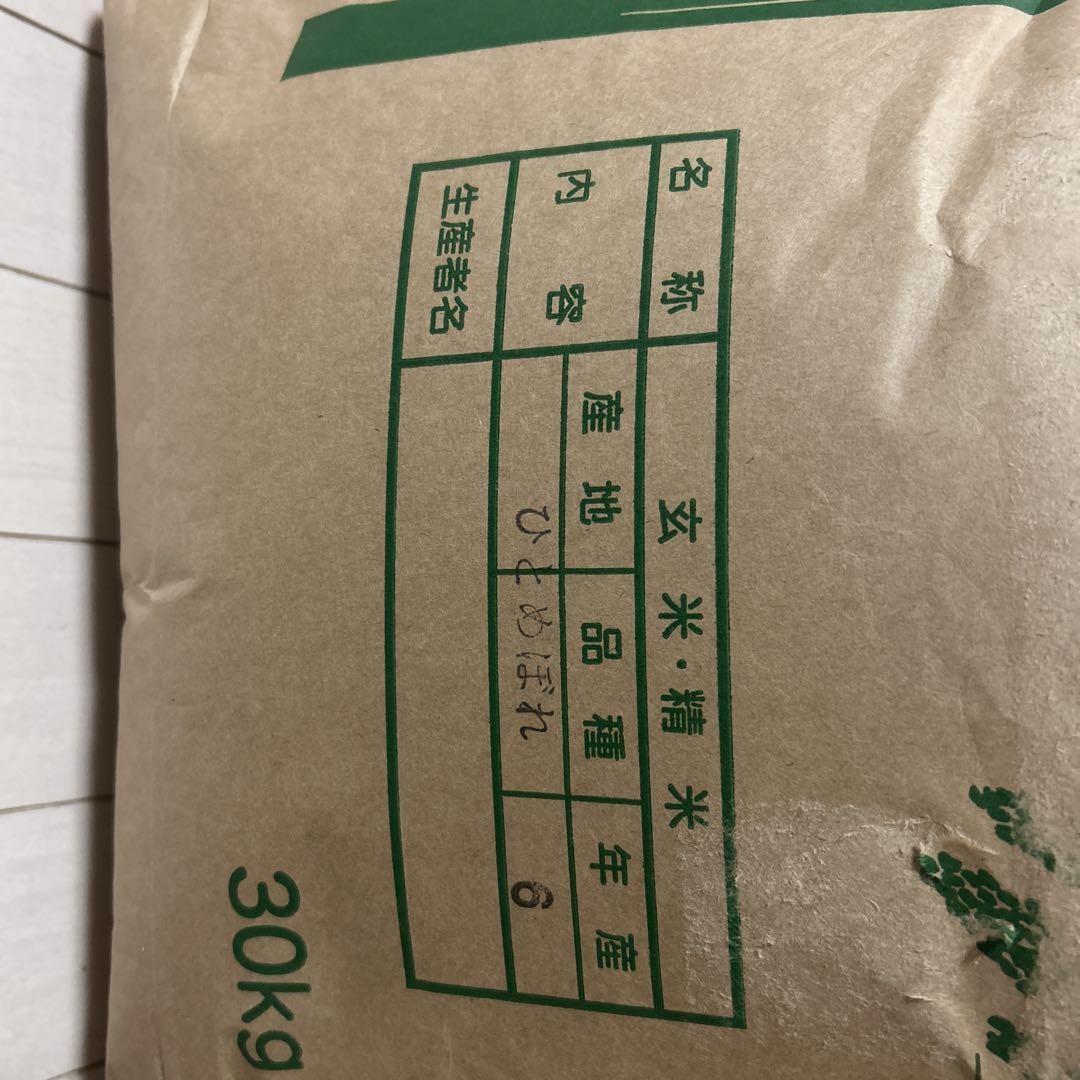 名称 玄米・精米
内容 産地 品種 年産
ひとめぼれ 6
生産者名
30kg